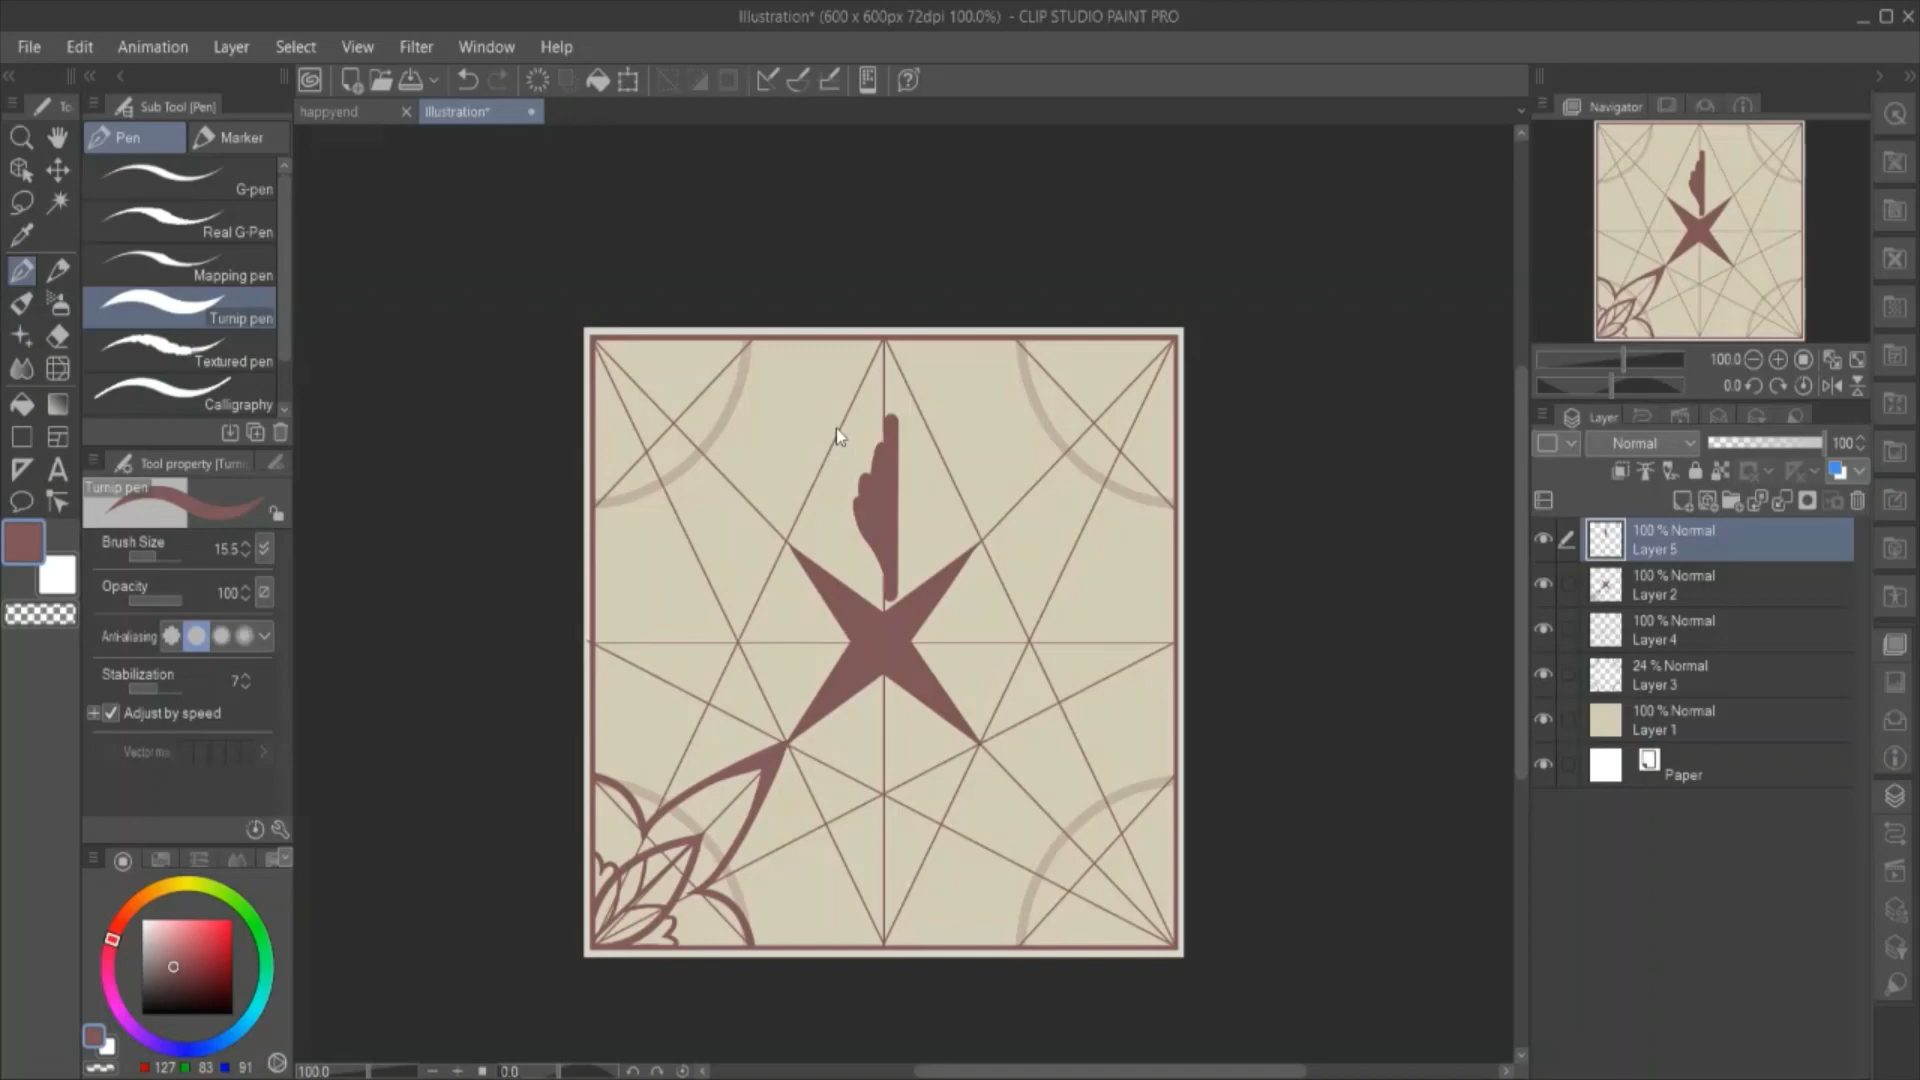 Illustration* (600 x 600px 72dpi 100.0%) - CLIP STUDIO PAINT PRO
File Edit Animation Layer Select View Filter Window Help
To Sub Tool [Pen]
happyend Illustration*
Navigator
Pen Marker
G-pen
Real G-Pen
Mapping pen
Turnip pen
Textured pen
Calligraphy
100.0
0.0
Layer
Normal 100
Tool property [Turni
Turnip pen
Brush Size 15.5
Opacity 100
Anti-aliasing
Stabilization 7
Adjust by speed
Vector ma
100 % Normal
Layer 5
100 % Normal
Layer 2
100 % Normal
Layer 4
24 % Normal
Layer 3
100 % Normal
Layer 1
Paper
127 83 91
100.0 0.0